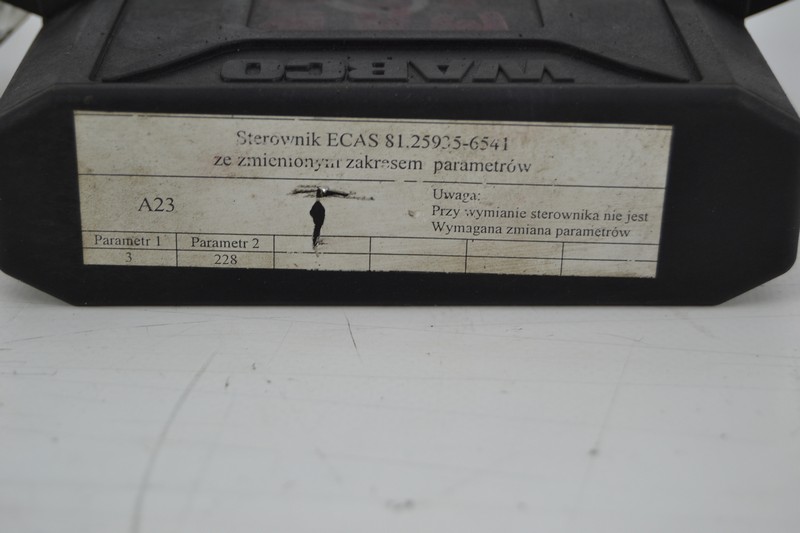 WABCO
Sterownik ECAS 81.25935-6541
ze zmienionym zakresem parametrów
A23
Uwaga:
Przy wymianie sterownika nie jest
Wymagana zmiana parametrów
Parametr 1 Parametr 2
3 228